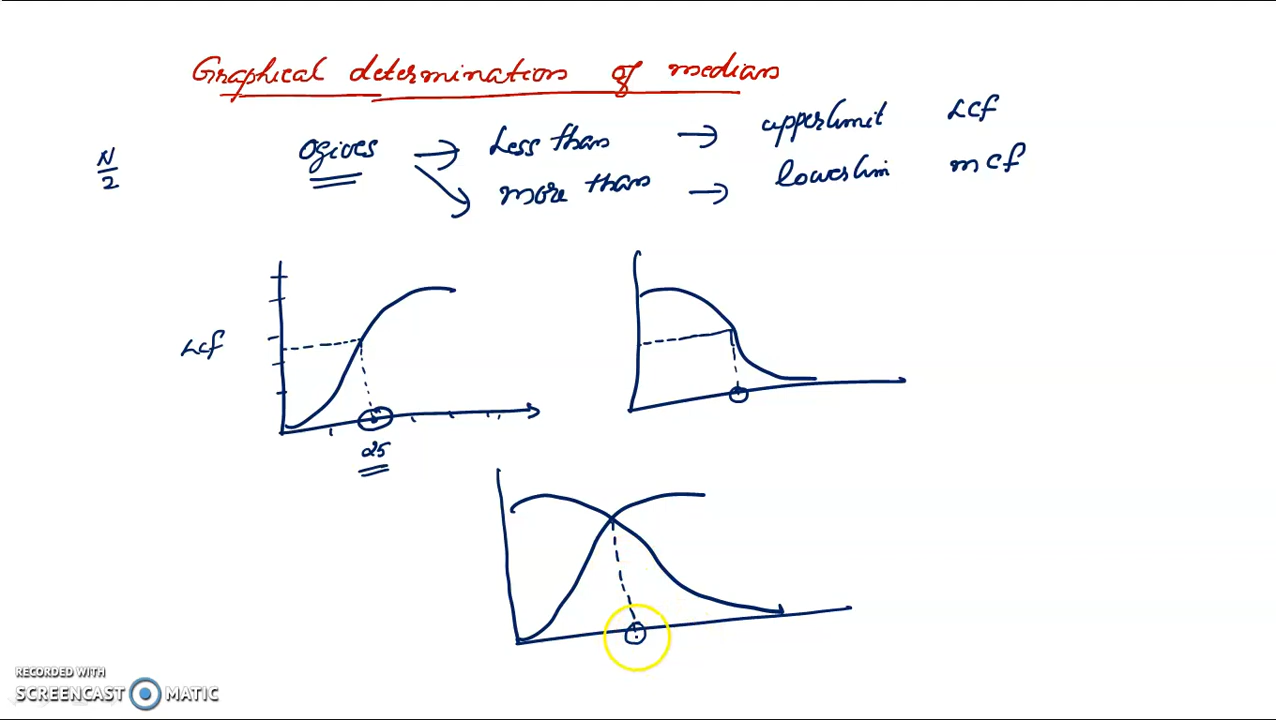 Graphical determination of median
ogives → Less than → upperlimit Lcf
more than → lowerlim mcf
N/2
Lcf
25
RECORDED WITH
SCREENCAST MATIC